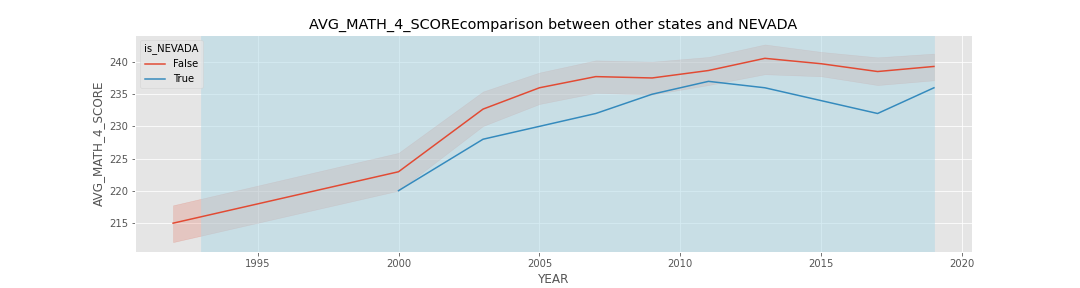 AVG_MATH_4_SCOREcomparison between other states and NEVADA
is_NEVADA
False
True
AVG_MATH_4_SCORE
240
235
230
225
220
215
1995
2000
2005
2010
2015
2020
YEAR